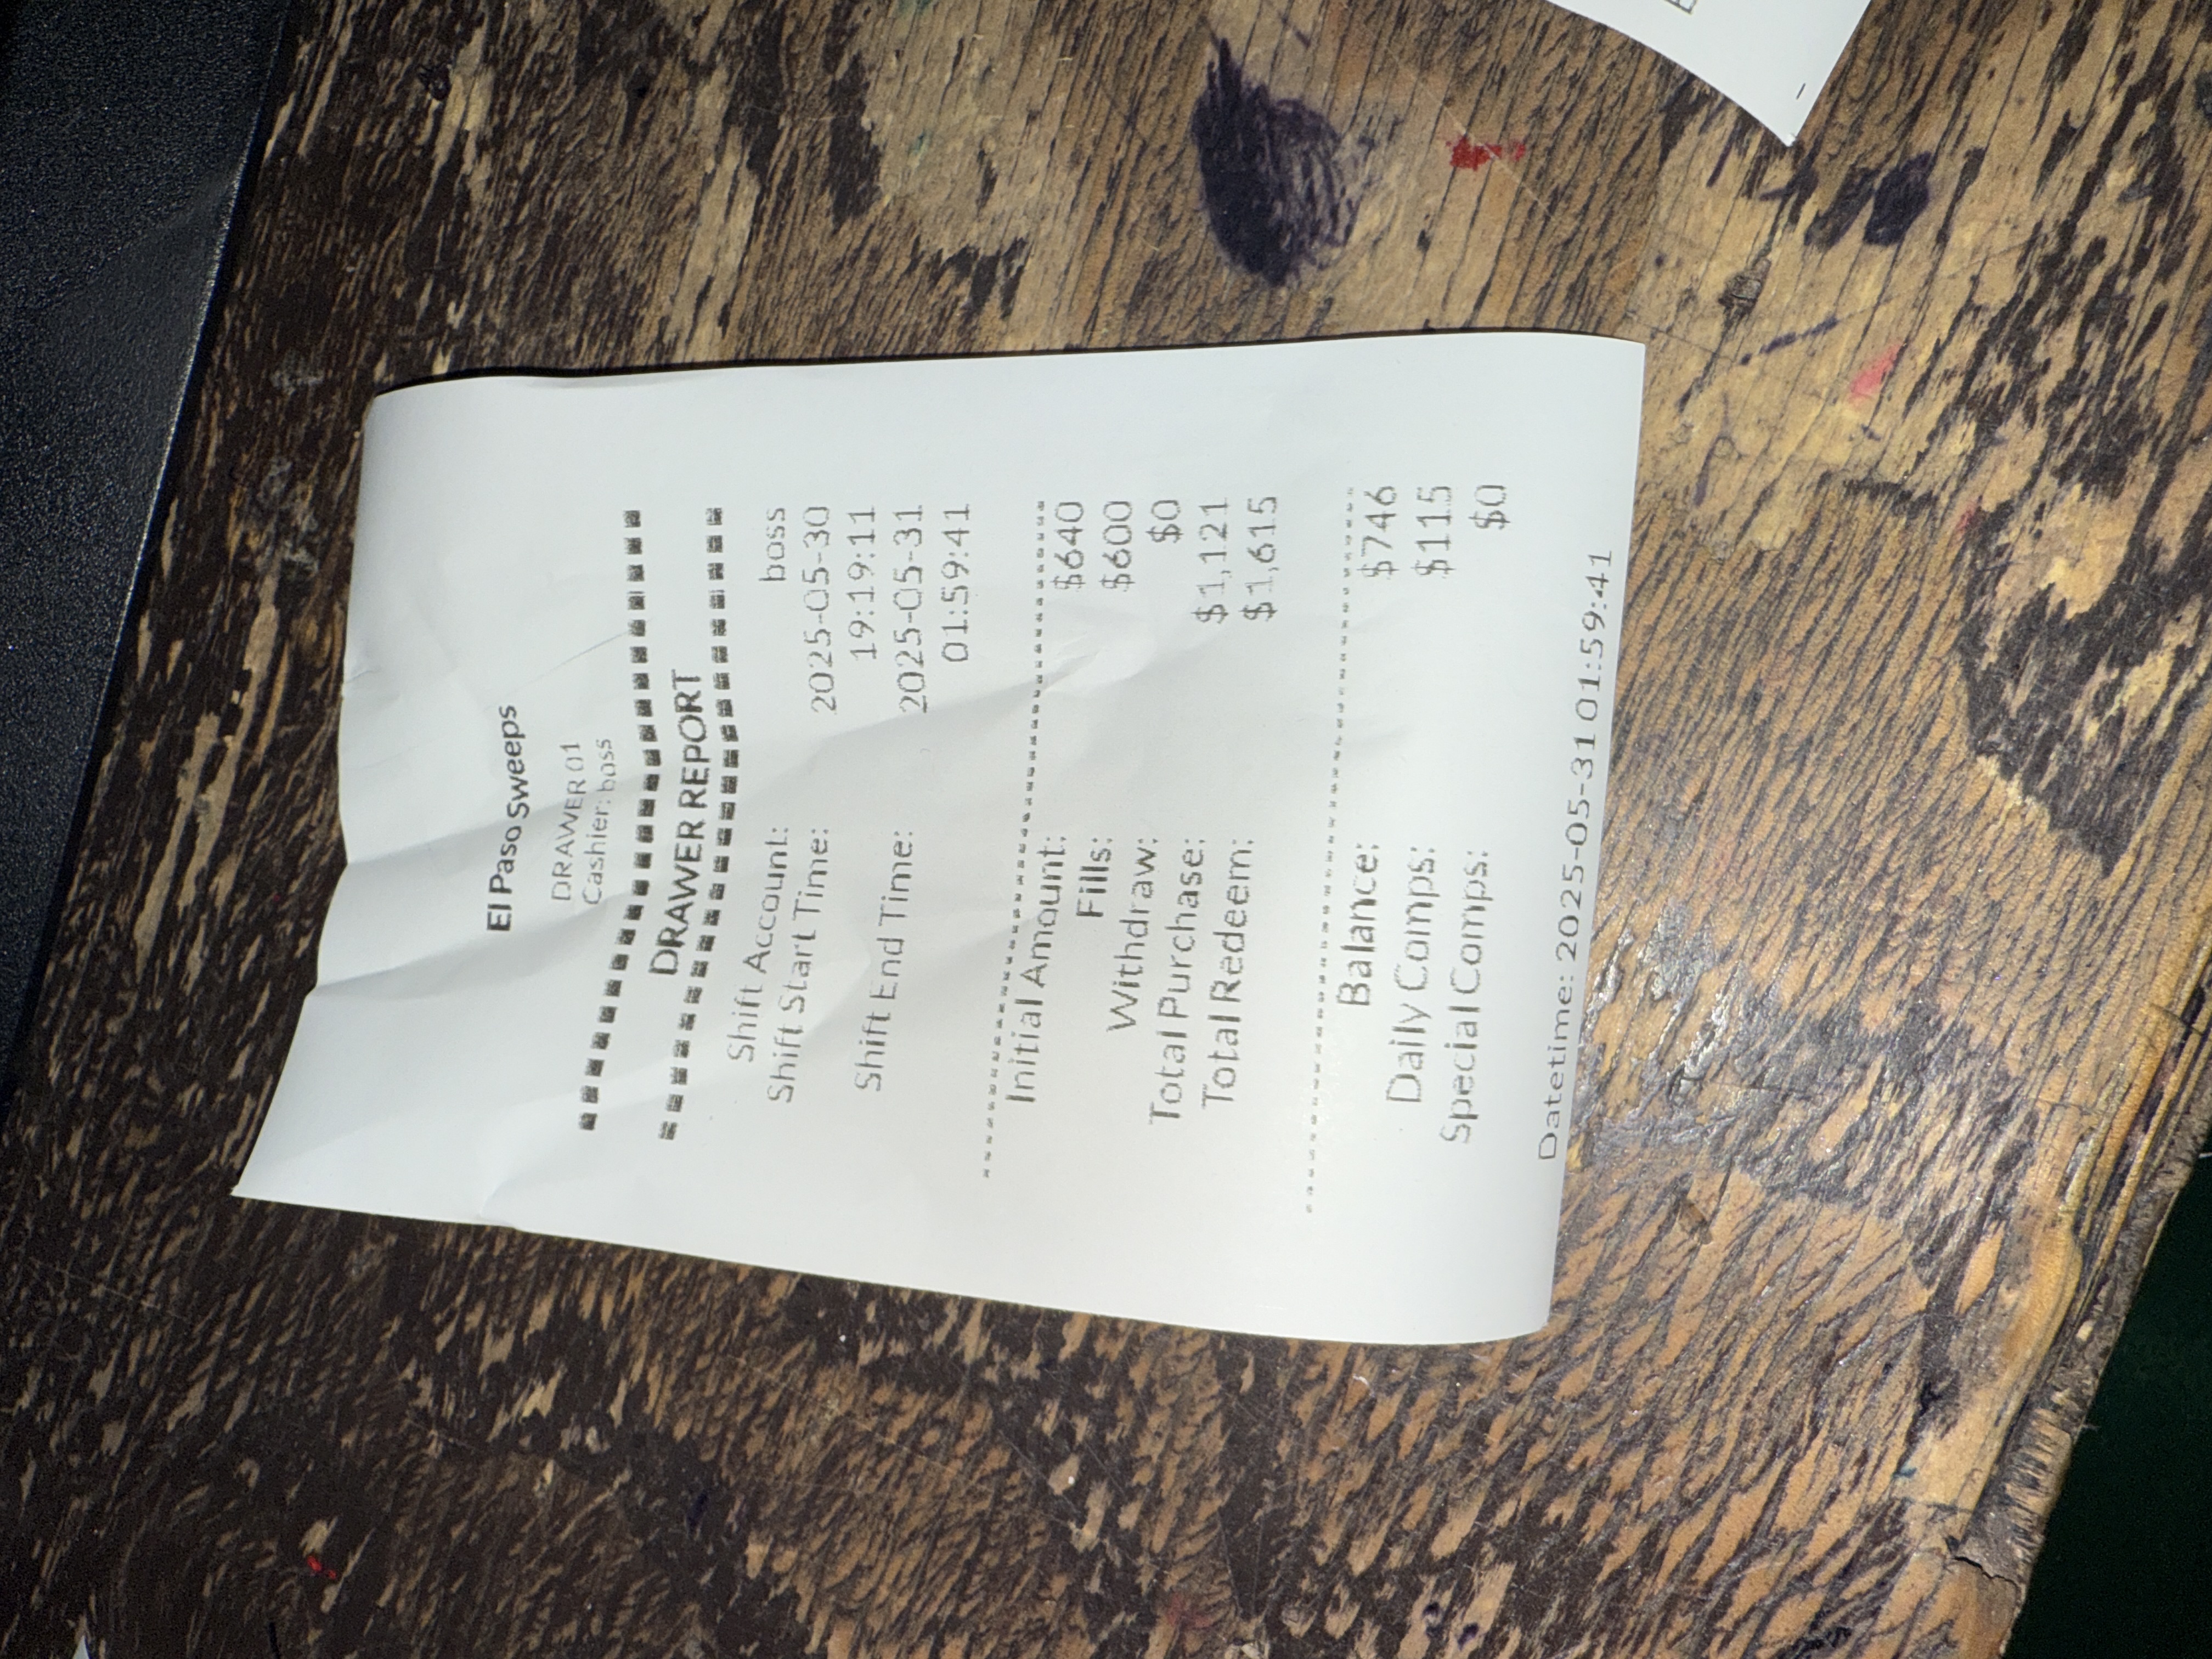 El Paso Sweeps
DRAWER 01
Cashier: boss
DRAWER REPORT
Shift Account: boss
Shift Start Time: 2025-05-30
19:19:11
Shift End Time: 2025-05-31
01:59:41
Initial Amount: $640
Fills: $600
Withdraw: $0
Total Purchase: $1,121
Total Redeem: $1,615
Balance: $746
Daily Comps: $115
Special Comps: $0
Datetime: 2025-05-31 01:59:41